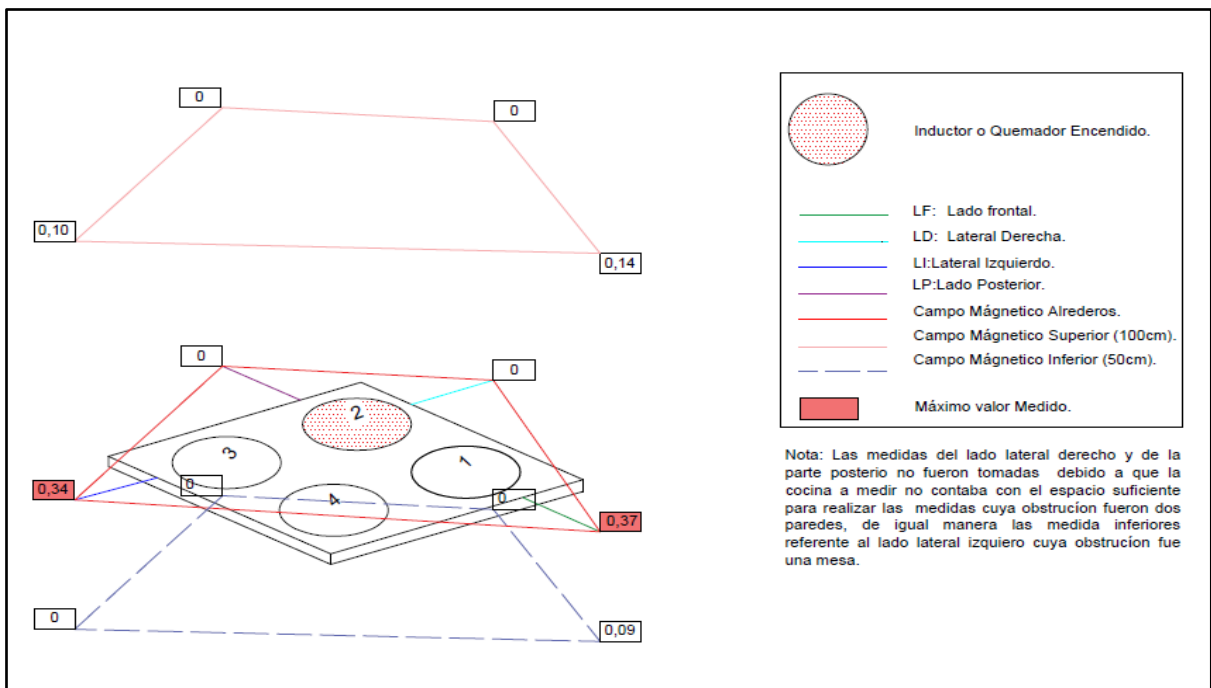 0
0
0,10
0,14
0
0
2
3
1
0
0
0,34
4
0,37
0
0,09
Inductor o Quemador Encendido.
LF: Lado frontal.
LD: Lateral Derecha.
LI:Lateral Izquierdo.
LP:Lado Posterior.
Campo Mágnetico Alrederos.
Campo Mágnetico Superior (100cm).
Campo Mágnetico Inferior (50cm).
Máximo valor Medido.
Nota: Las medidas del lado lateral derecho y de la
parte posterio no fueron tomadas debido a que la
cocina a medir no contaba con el espacio suficiente
para realizar las medidas cuya obstrucíon fueron dos
paredes, de igual manera las medida inferiores
referente al lado lateral izquiero cuya obstrucíon fue
una mesa.